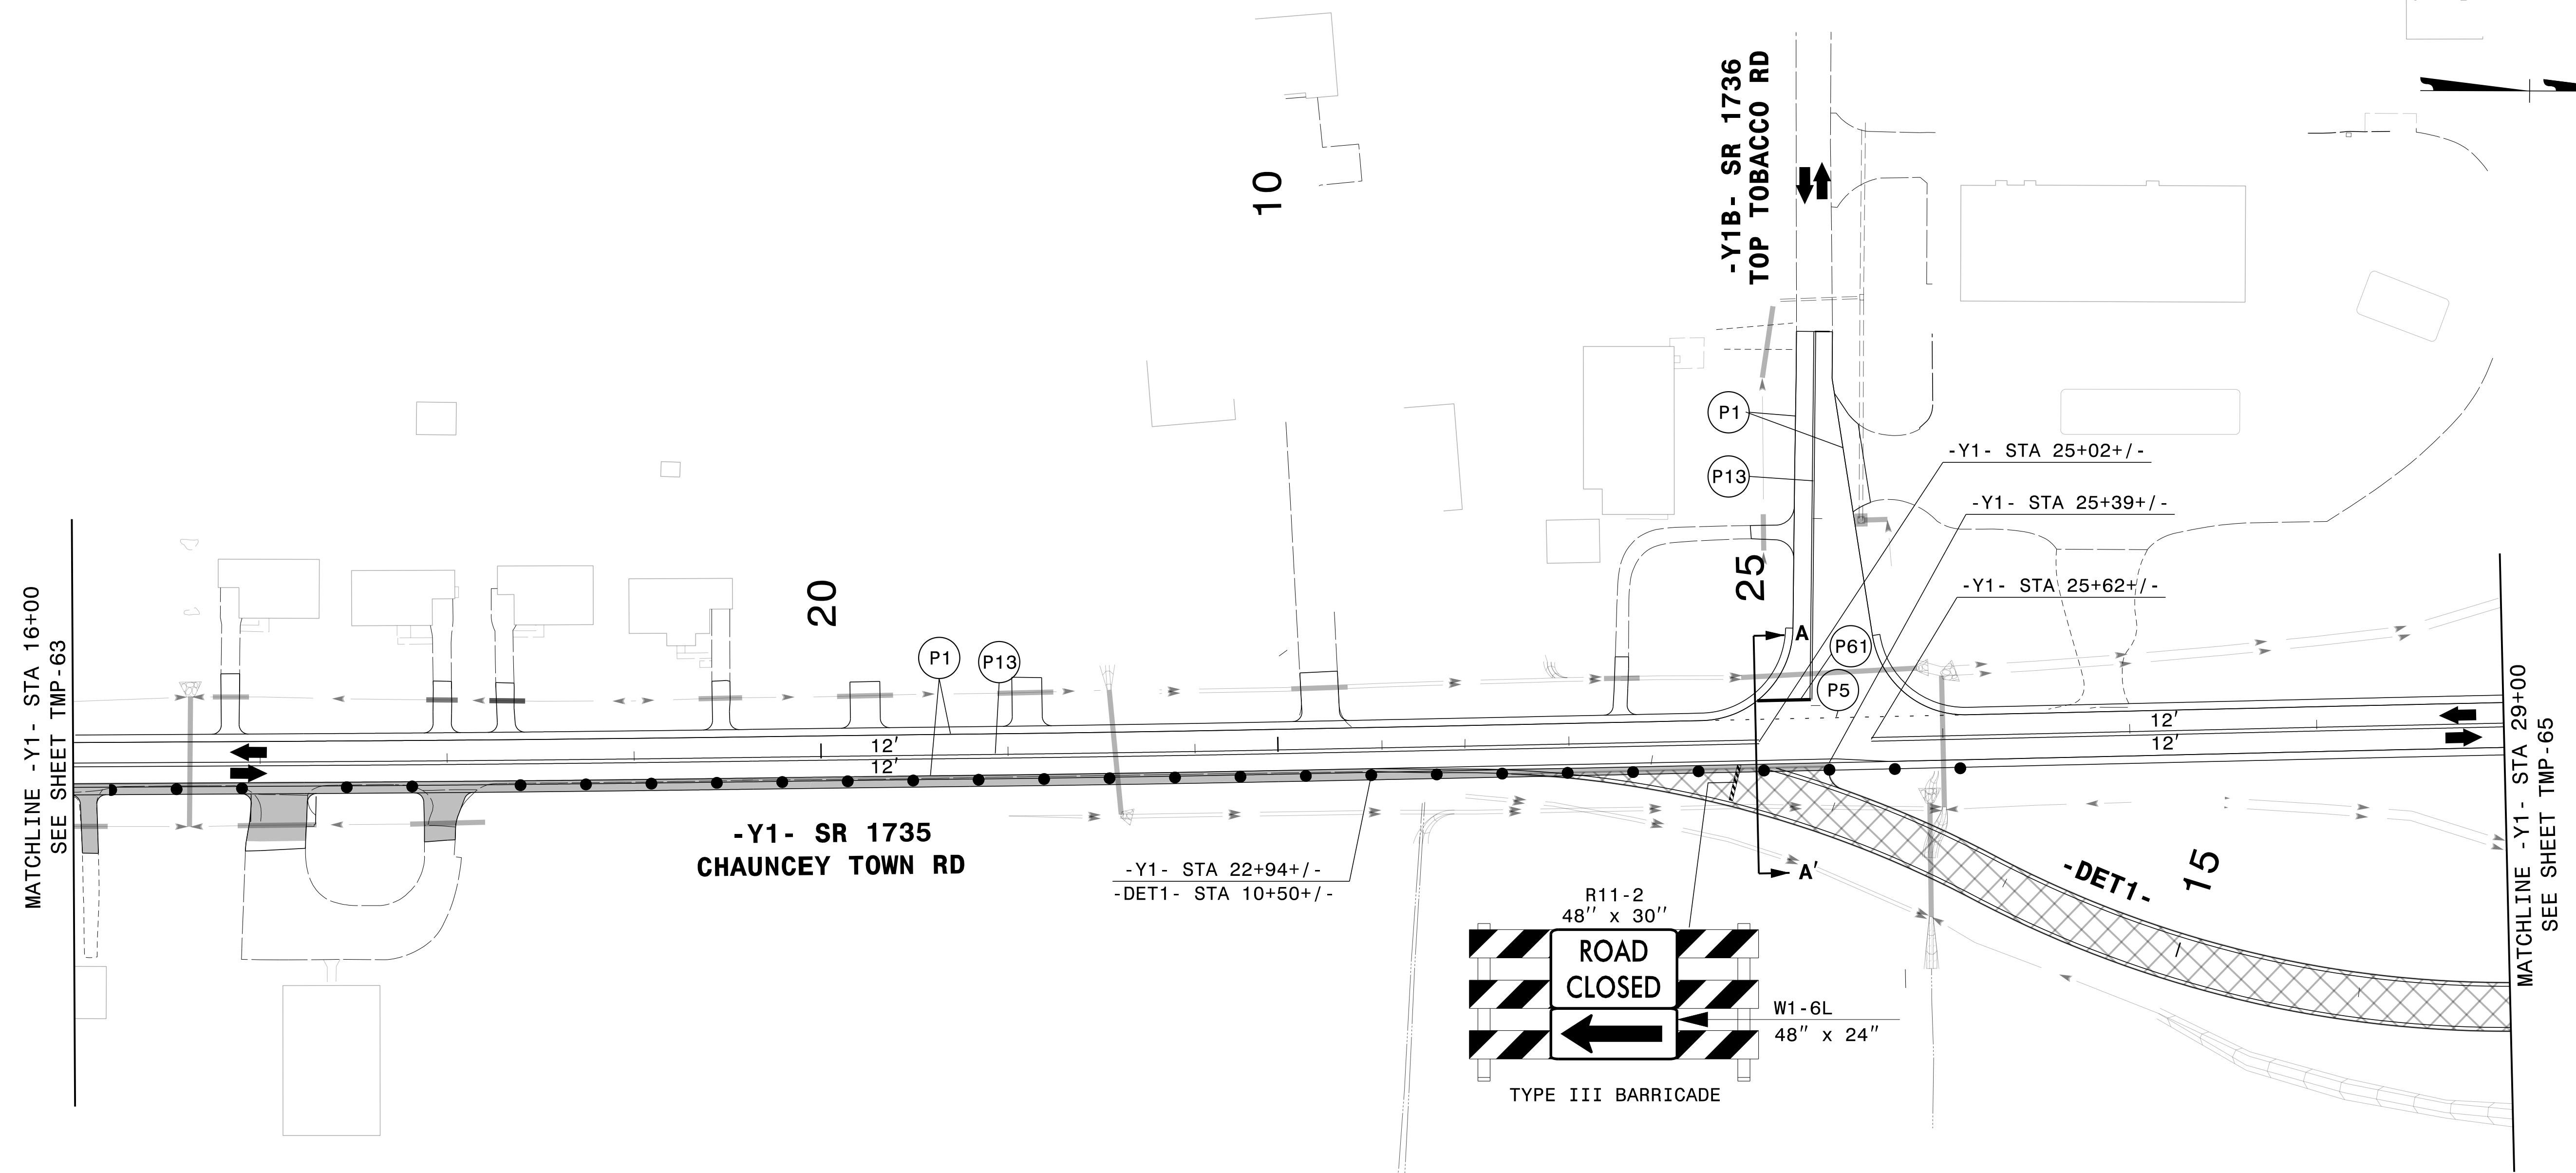 10
-Y1B- SR 1736
TOP TOBACCO RD
P1
P13
-Y1- STA 25+02+/-
-Y1- STA 25+39+/-
-Y1- STA 25+62+/-
25
20
MATCHLINE -Y1- STA 16+00
SEE SHEET TMP-63
P1
P13
A
P61
P5
12'
12'
12'
12'
MATCHLINE -Y1- STA 29+00
SEE SHEET TMP-65
-Y1- SR 1735
CHAUNCEY TOWN RD
-Y1- STA 22+94+/-
-DET1- STA 10+50+/-
A'
-DET1-
15
R11-2
48" x 30"
ROAD
CLOSED
W1-6L
48" x 24"
TYPE III BARRICADE